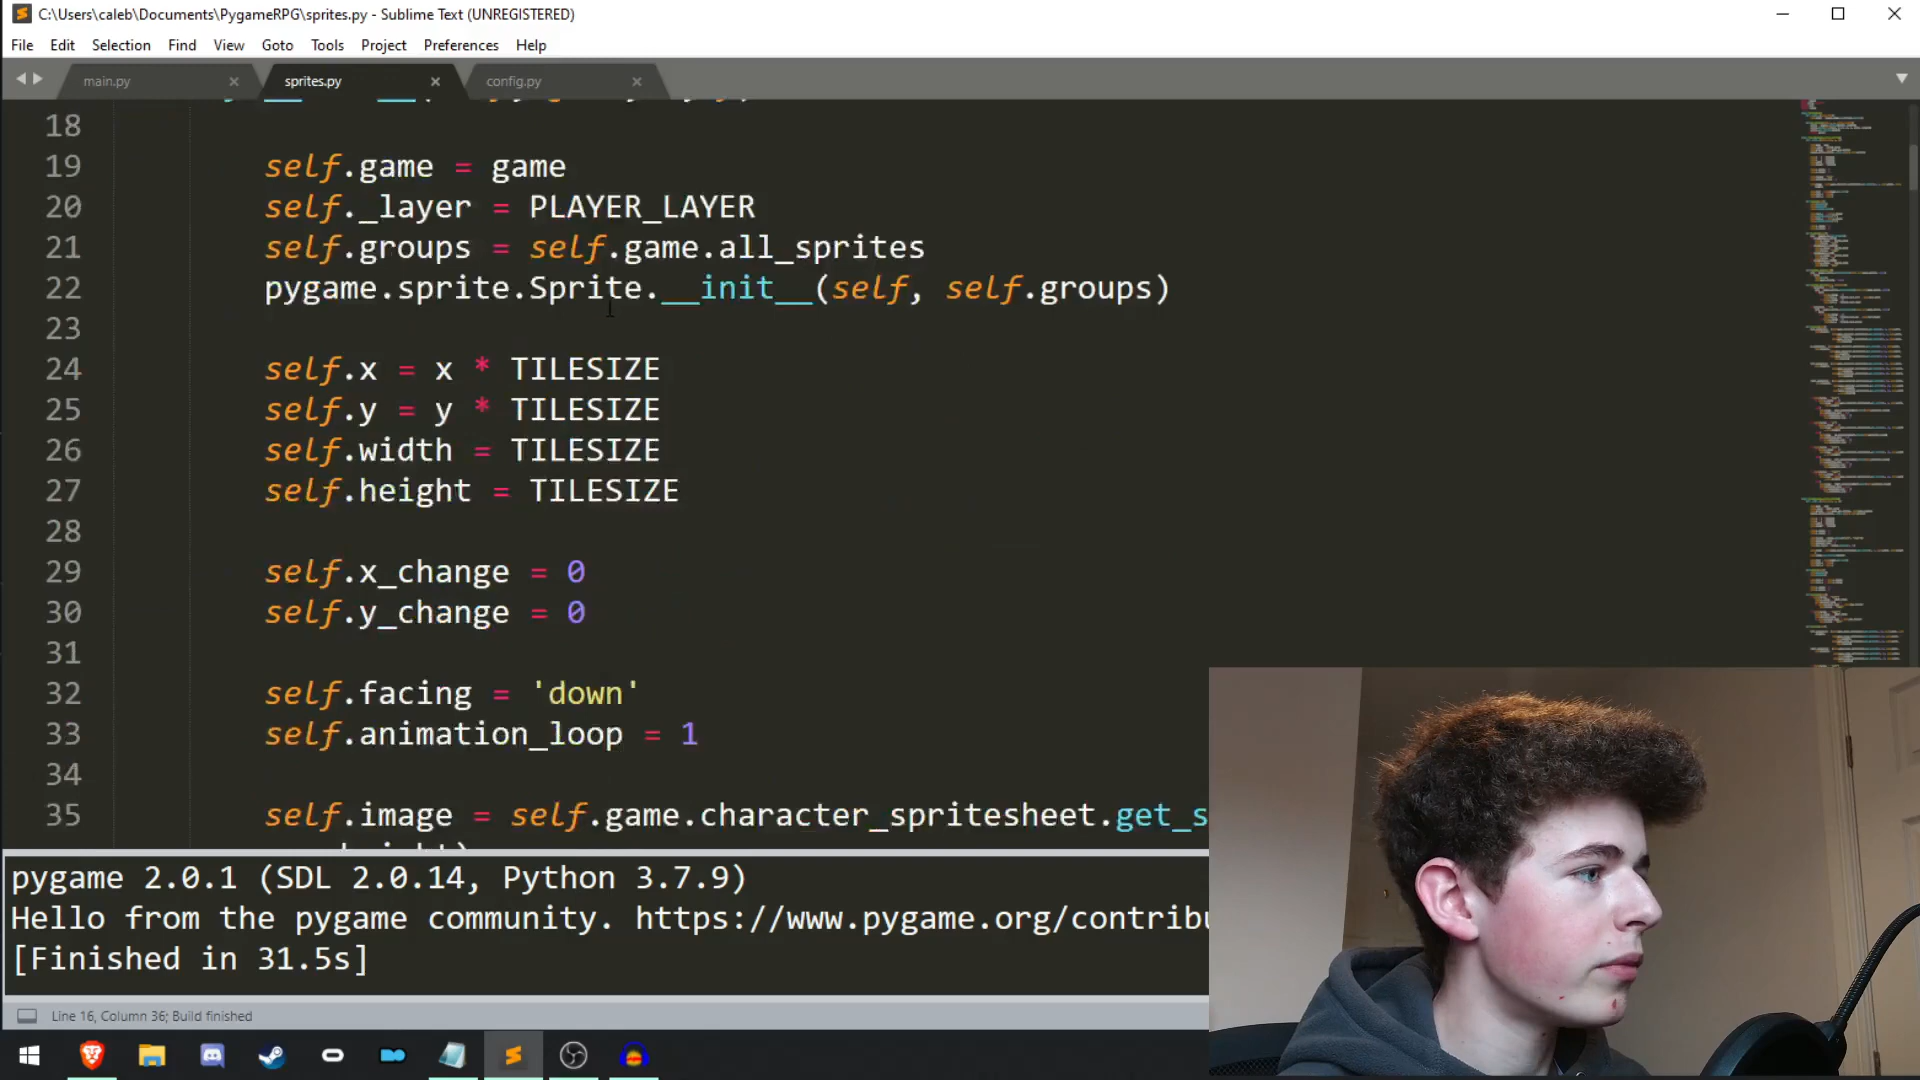 C:\Users\caleb\Documents\PygameRPG\sprites.py - Sublime Text (UNREGISTERED)
File Edit Selection Find View Goto Tools Project Preferences Help
main.py sprites.py config.py
18
19 self.game = game
20 self._layer = PLAYER_LAYER
21 self.groups = self.game.all_sprites
22 pygame.sprite.Sprite.__init__(self, self.groups)
23
24 self.x = x * TILESIZE
25 self.y = y * TILESIZE
26 self.width = TILESIZE
27 self.height = TILESIZE
28
29 self.x_change = 0
30 self.y_change = 0
31
32 self.facing = 'down'
33 self.animation_loop = 1
34
35 self.image = self.game.character_spritesheet.get_s
pygame 2.0.1 (SDL 2.0.14, Python 3.7.9)
Hello from the pygame community. https://www.pygame.org/contribu
[Finished in 31.5s]
Line 16, Column 36; Build finished